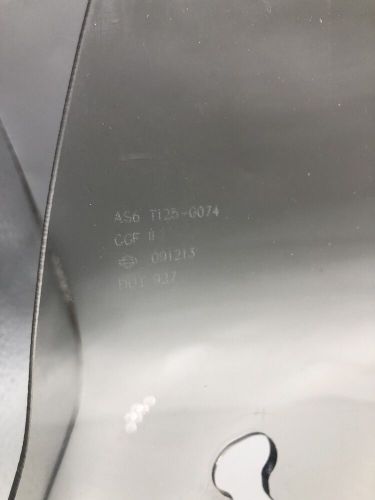 AS6 T125-G074
CGF II
091213
DOT 927